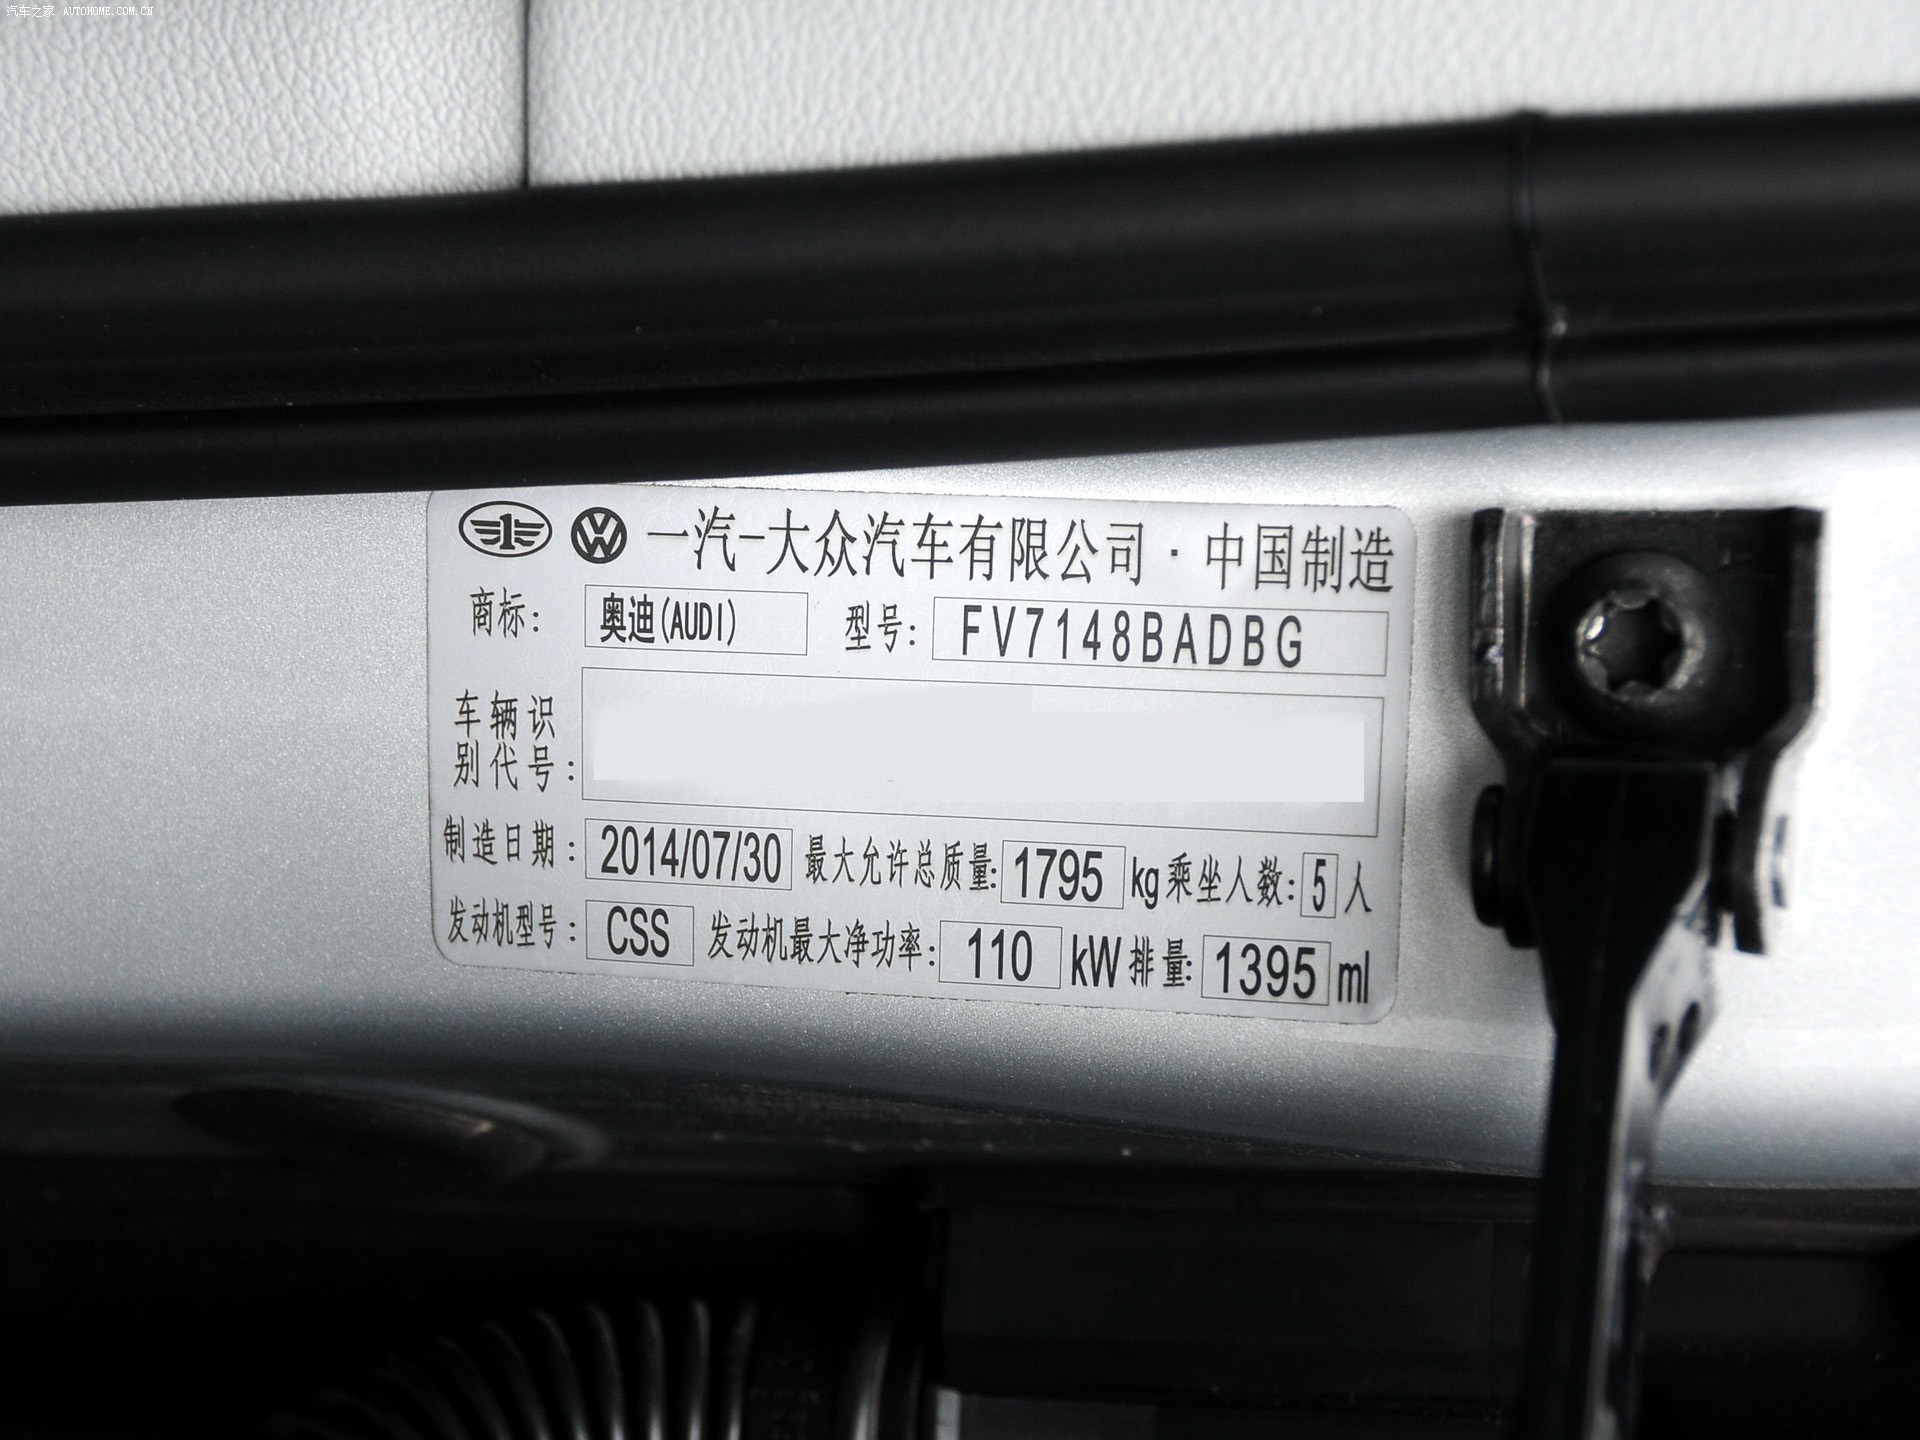 汽车之家 AUTOHOME.COM.CN
一汽-大众汽车有限公司·中国制造
商标: 奥迪(AUDI) 型号: FV7148BADBG
车辆识
别代号:
制造日期: 2014/07/30 最大允许总质量: 1795 kg 乘坐人数: 5 人
发动机型号: CSS 发动机最大净功率: 110 kW 排量: 1395 ml